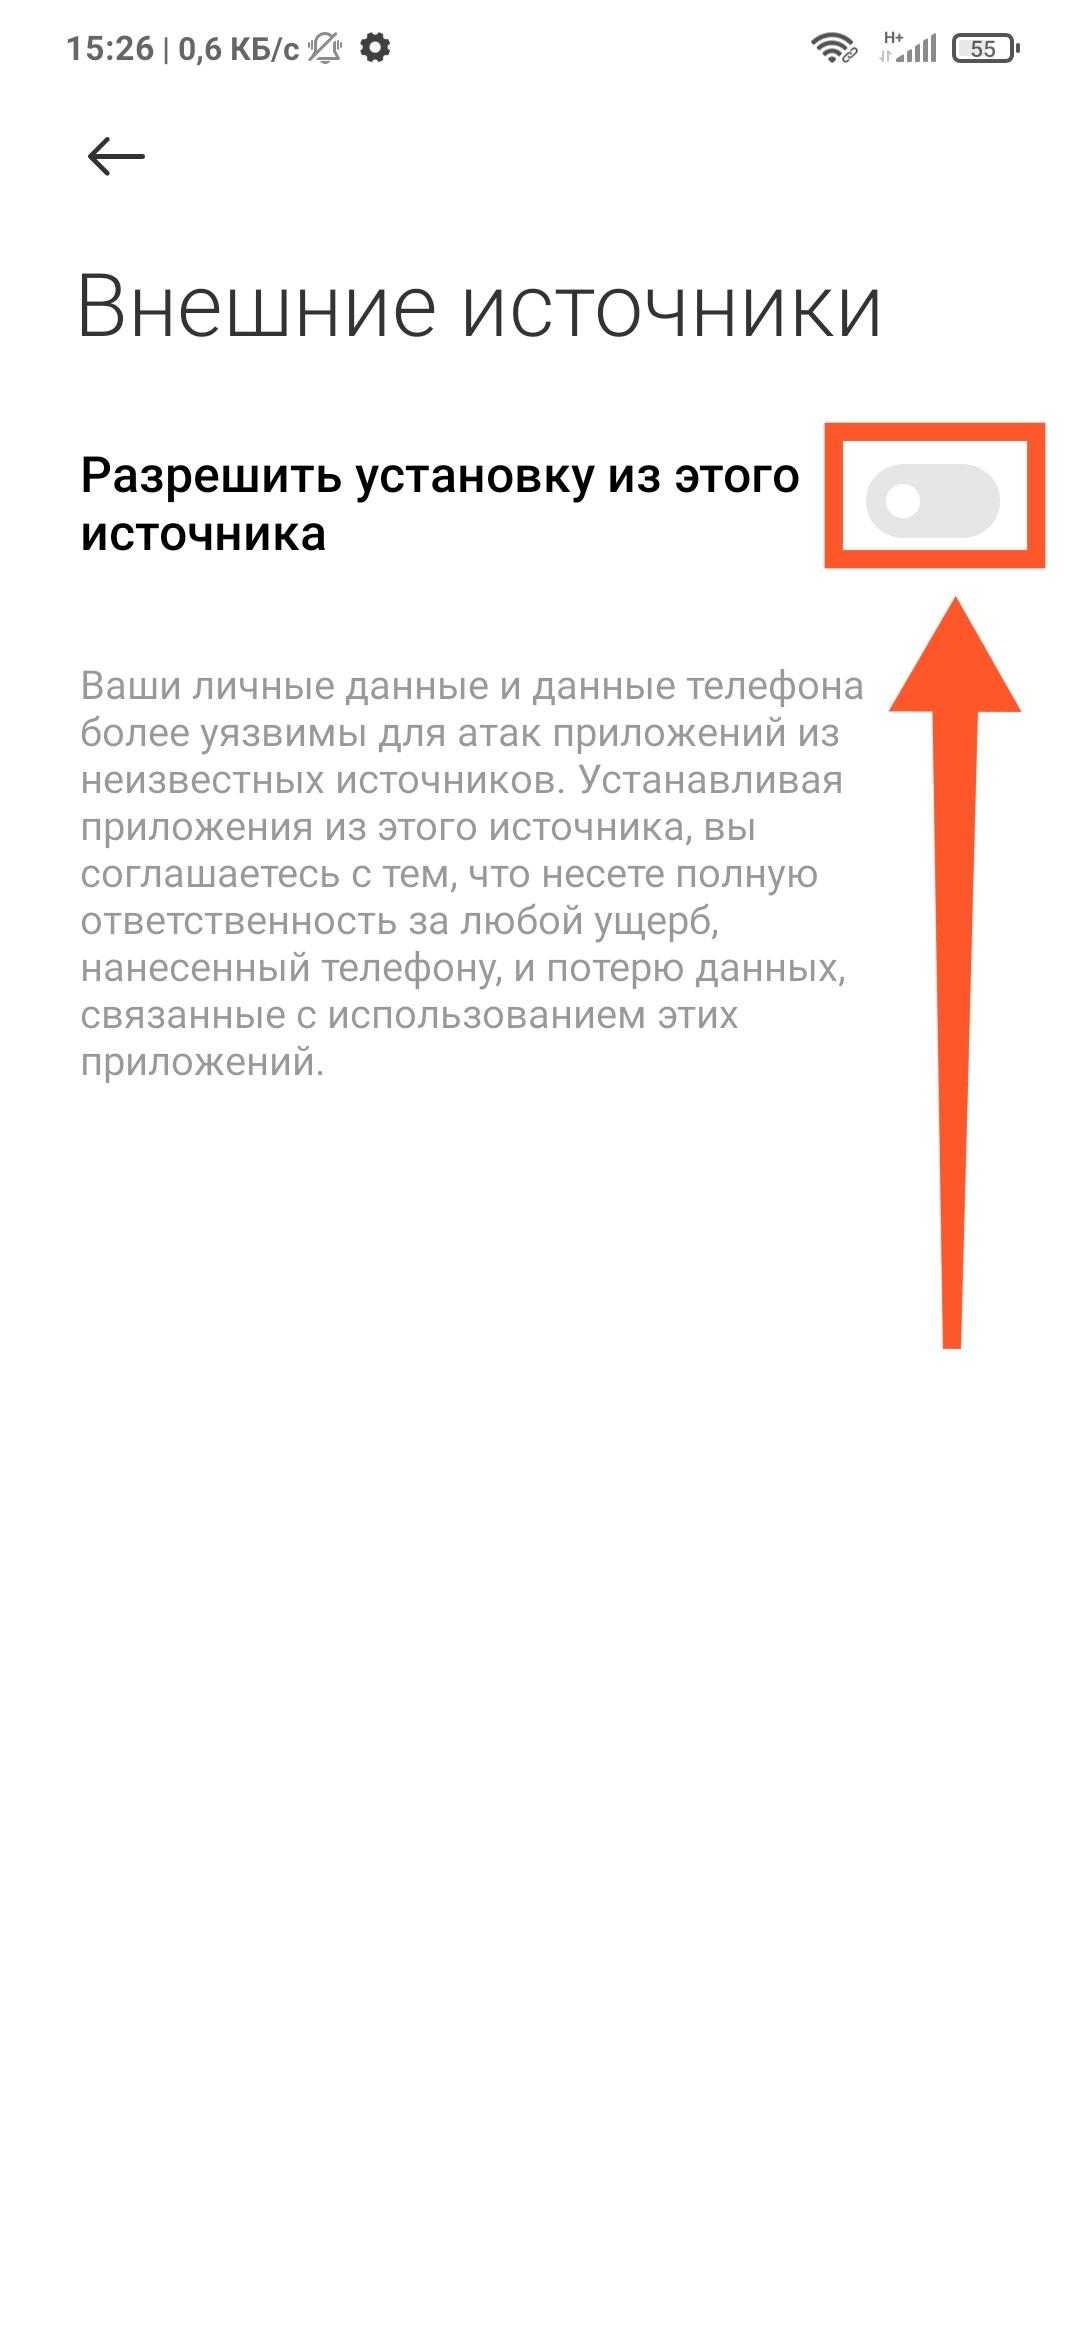 15:26 | 0,6 КБ/с
H+
55
Внешние источники
Разрешить установку из этого
источника
Ваши личные данные и данные телефона
более уязвимы для атак приложений из
неизвестных источников. Устанавливая
приложения из этого источника, вы
соглашаетесь с тем, что несете полную
ответственность за любой ущерб,
нанесенный телефону, и потерю данных,
связанные с использованием этих
приложений.